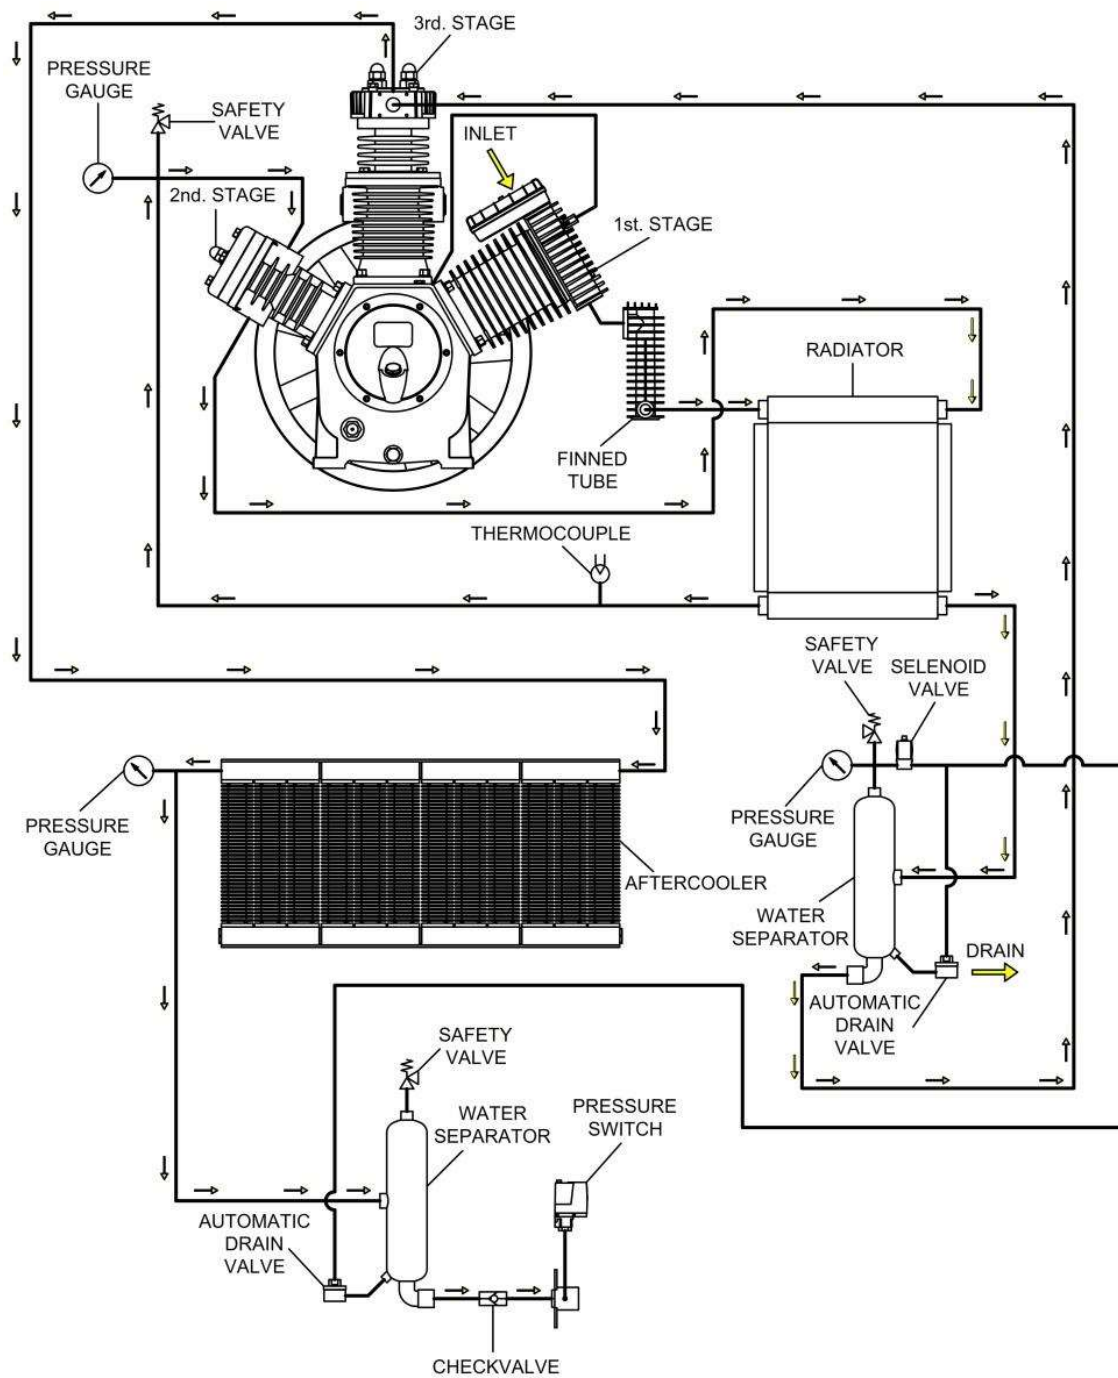 3rd. STAGE
PRESSURE
GAUGE
SAFETY
VALVE
INLET
2nd. STAGE
1st. STAGE
RADIATOR
FINNED
TUBE
THERMOCOUPLE
SAFETY
VALVE
SELENOID
VALVE
PRESSURE
GAUGE
PRESSURE
GAUGE
AFTERCOOLER
WATER
SEPARATOR
DRAIN
AUTOMATIC
DRAIN
VALVE
SAFETY
VALVE
WATER
SEPARATOR
PRESSURE
SWITCH
AUTOMATIC
DRAIN
VALVE
CHECKVALVE